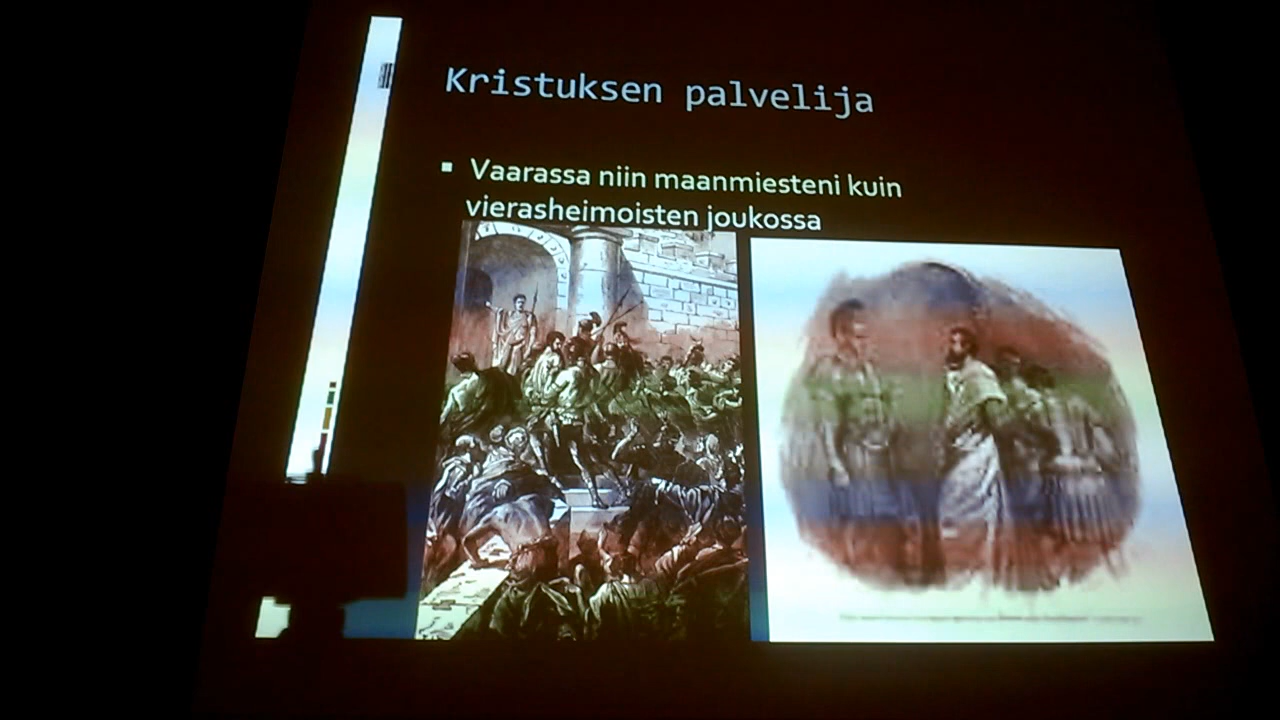 Kristuksen palvelija
Vaarassa niin maanmiesteni kuin
vierasheimoisten joukossa